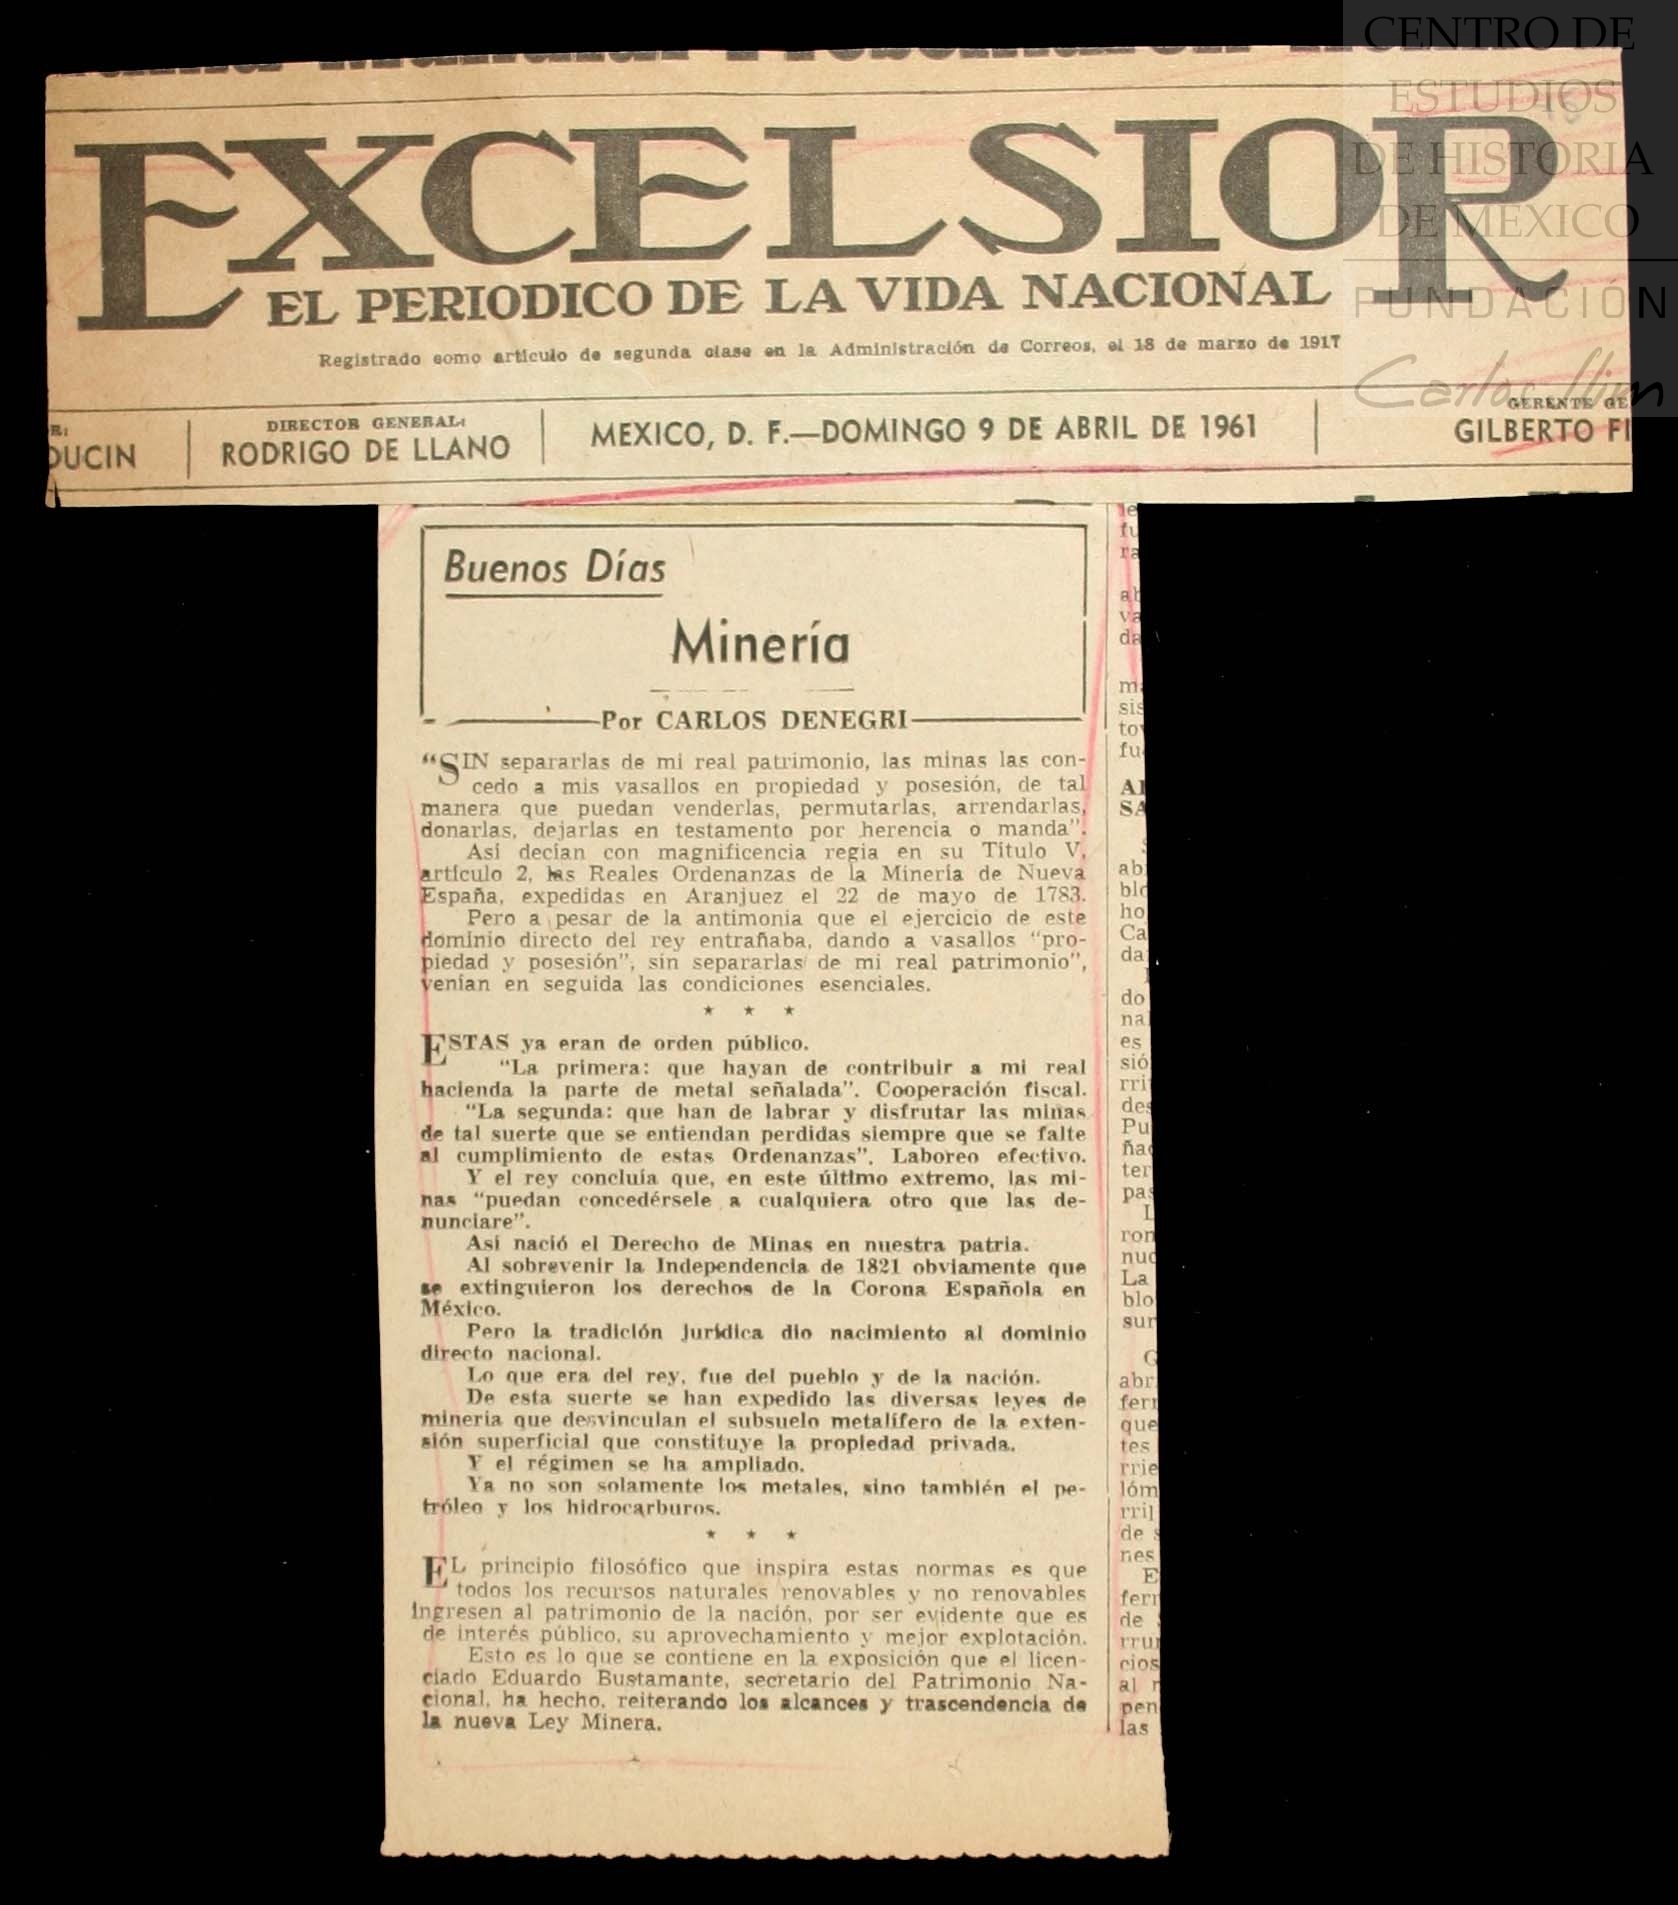 CENTRO DE
ESTUDIOS
DE HISTORIA
DE MEXICO
FUNDACIÓN
Carlos Slim
EXCELSIOR
EL PERIODICO DE LA VIDA NACIONAL
Registrado como artículo de segunda clase en la Administración de Correos, el 18 de marzo de 1917
DUCIN
DIRECTOR GENERAL:
RODRIGO DE LLANO
MEXICO, D. F.—DOMINGO 9 DE ABRIL DE 1961
GERENTE GE
GILBERTO FI
Buenos Días
Minería
Por CARLOS DENEGRI
"SIN separarlas de mi real patrimonio, las minas las con-
cedo a mis vasallos en propiedad y posesión, de tal
manera que puedan venderlas, permutarlas, arrendarlas,
donarlas, dejarlas en testamento por herencia o manda".
Así decían con magnificencia regia en su Título V,
artículo 2, las Reales Ordenanzas de la Minería de Nueva
España, expedidas en Aranjuez el 22 de mayo de 1783.
Pero a pesar de la antimonia que el ejercicio de este
dominio directo del rey entrañaba, dando a vasallos "pro-
piedad y posesión", sin separarlas de mi real patrimonio",
venían en seguida las condiciones esenciales.
★ ★ ★
ESTAS ya eran de orden público.
"La primera: que hayan de contribuir a mi real
hacienda la parte de metal señalada". Cooperación fiscal.
"La segunda: que han de labrar y disfrutar las minas
de tal suerte que se entiendan perdidas siempre que se falte
al cumplimiento de estas Ordenanzas". Laboreo efectivo.
Y el rey concluía que, en este último extremo, las mi-
nas "puedan concedérsele a cualquiera otro que las de-
nunciare".
Así nació el Derecho de Minas en nuestra patria.
Al sobrevenir la Independencia de 1821 obviamente que
se extinguieron los derechos de la Corona Española en
México.
Pero la tradición jurídica dio nacimiento al dominio
directo nacional.
Lo que era del rey, fue del pueblo y de la nación.
De esta suerte se han expedido las diversas leyes de
minería que desvinculan el subsuelo metalífero de la exten-
sión superficial que constituye la propiedad privada.
Y el régimen se ha ampliado.
Ya no son solamente los metales, sino también el pe-
tróleo y los hidrocarburos.
★ ★ ★
EL principio filosófico que inspira estas normas es que
todos los recursos naturales renovables y no renovables
ingresen al patrimonio de la nación, por ser evidente que es
de interés público, su aprovechamiento y mejor explotación.
Esto es lo que se contiene en la exposición que el licen-
ciado Eduardo Bustamante, secretario del Patrimonio Na-
cional, ha hecho, reiterando los alcances y trascendencia de
la nueva Ley Minera.